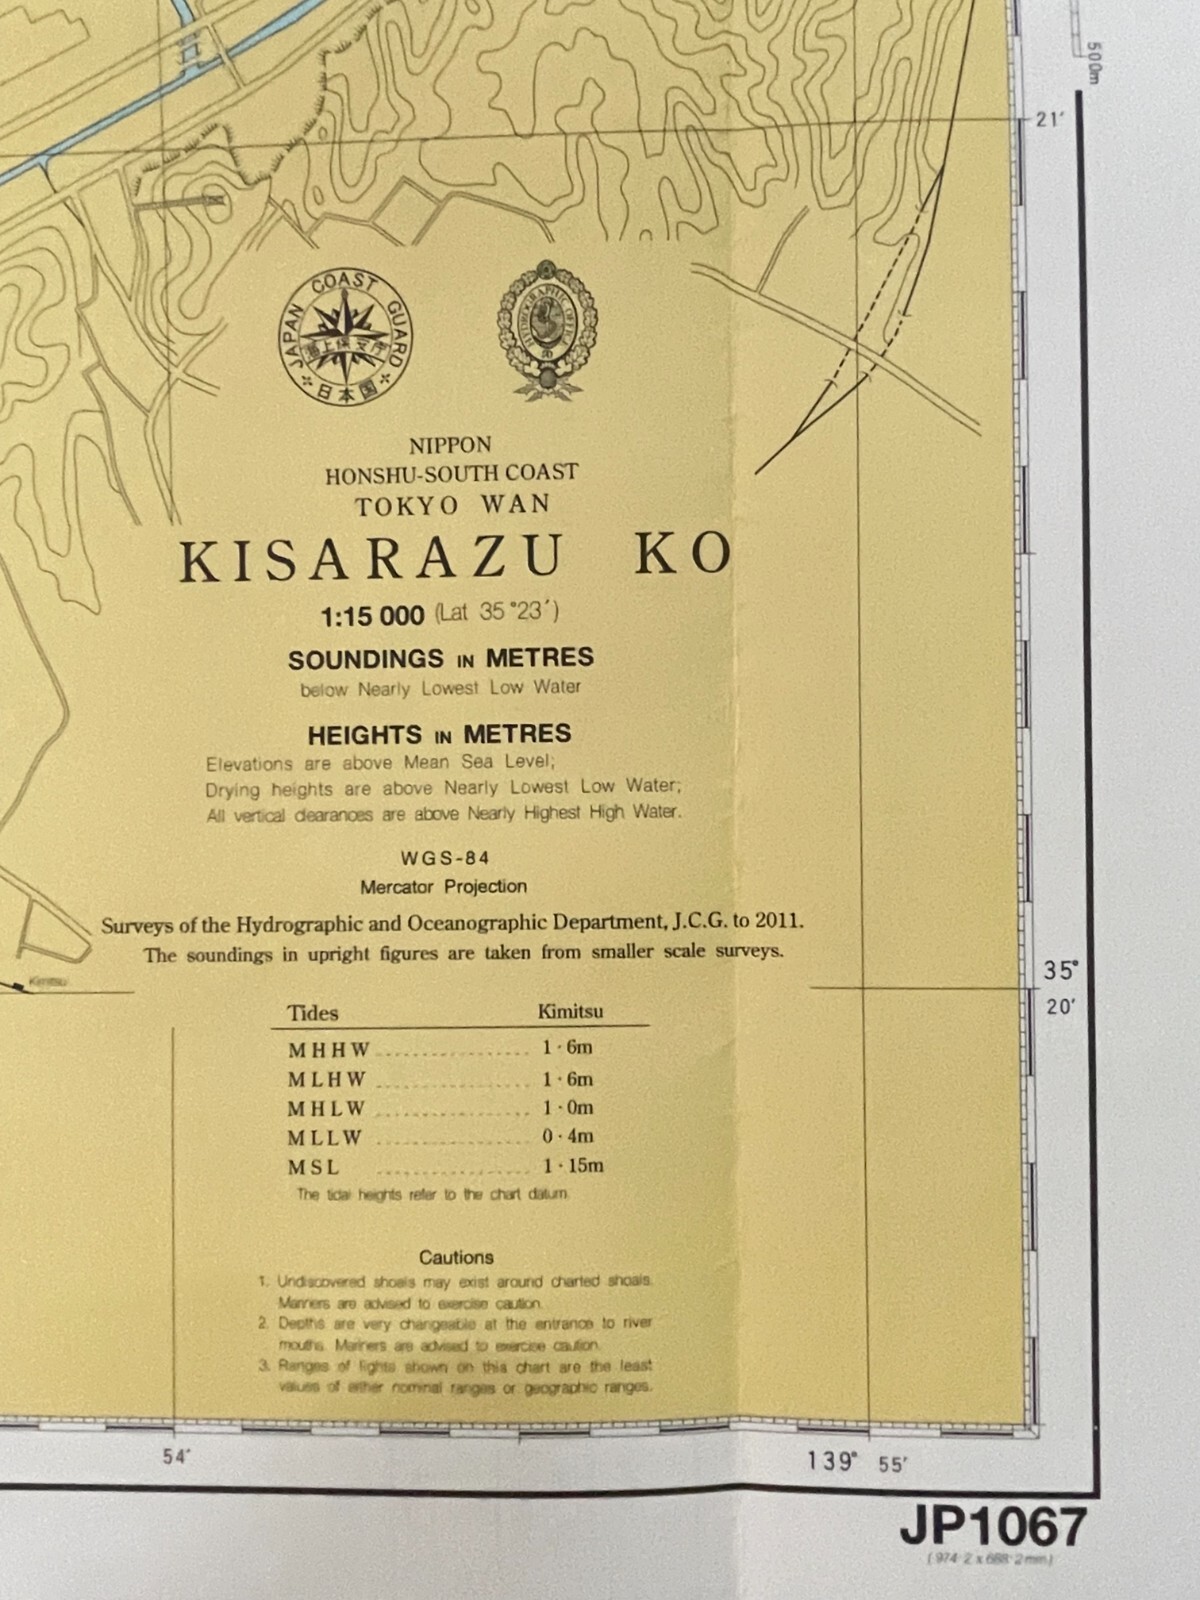 500m
21′
JAPAN COAST GUARD
海上保安庁
日本国
HYDROGRAPHIC OFFICE
NIPPON
HONSHU-SOUTH COAST
TOKYO WAN
KISARAZU KO
1:15 000 (Lat 35°23′)
SOUNDINGS IN METRES
below Nearly Lowest Low Water
HEIGHTS IN METRES
Elevations are above Mean Sea Level;
Drying heights are above Nearly Lowest Low Water;
All vertical clearances are above Nearly Highest High Water.
WGS-84
Mercator Projection
Surveys of the Hydrographic and Oceanographic Department, J.C.G. to 2011.
The soundings in upright figures are taken from smaller scale surveys.
35°
20′
Kimitsu
Tides Kimitsu
MHHW 1·6m
MLHW 1·6m
MHLW 1·0m
MLLW 0·4m
MSL 1·15m
The tidal heights refer to the chart datum.
Cautions
1. Undiscovered shoals may exist around charted shoals.
Mariners are advised to exercise caution.
2. Depths are very changeable at the entrance to river
mouths. Mariners are advised to exercise caution.
3. Ranges of lights shown on this chart are the least
values of either nominal ranges or geographic ranges.
54′
139° 55′
JP1067
(974·2 x 688·2mm)